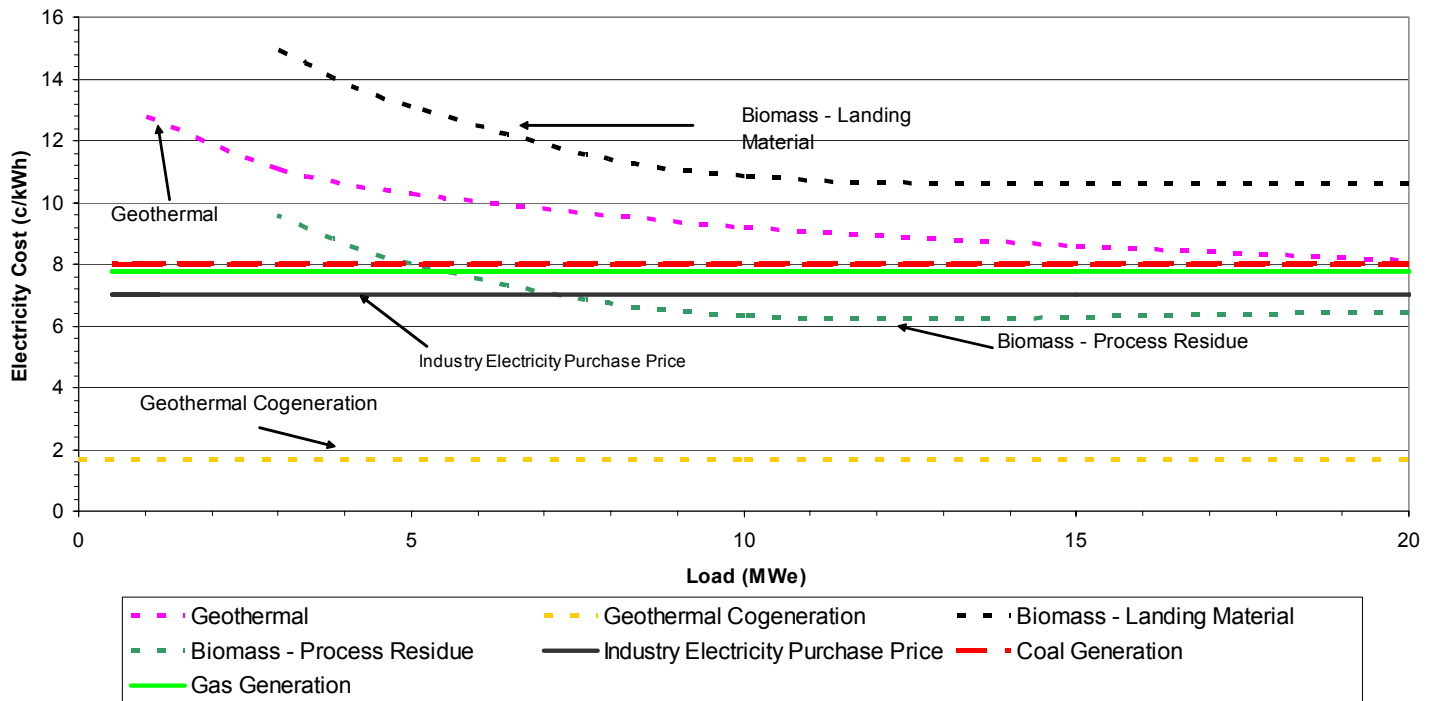 16
14
12
10
8
6
4
2
0
Electricity Cost (c/kWh)
Biomass - Landing
Material
Geothermal
Industry Electricity Purchase Price
Biomass - Process Residue
Geothermal Cogeneration
0 5 10 15 20
Load (MWe)
Geothermal Geothermal Cogeneration Biomass - Landing Material
Biomass - Process Residue Industry Electricity Purchase Price Coal Generation
Gas Generation